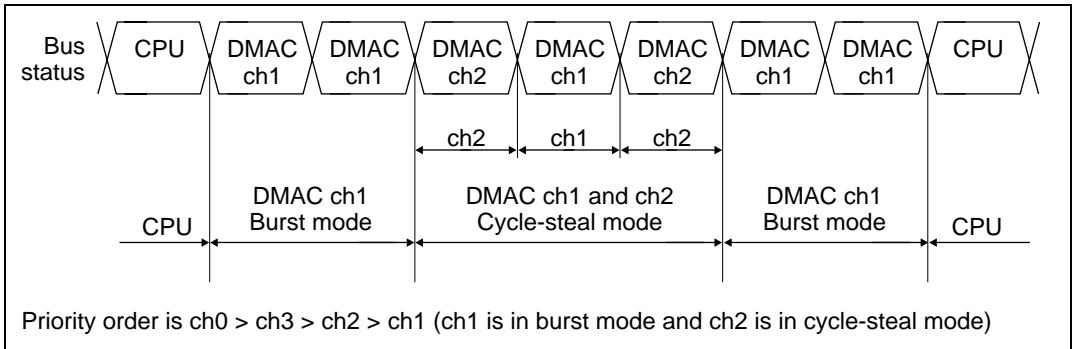 Bus status
CPU
DMAC ch1
DMAC ch1
DMAC ch2
DMAC ch1
DMAC ch2
DMAC ch1
DMAC ch1
CPU
ch2
ch1
ch2
CPU
DMAC ch1
Burst mode
DMAC ch1 and ch2
Cycle-steal mode
DMAC ch1
Burst mode
CPU
Priority order is ch0 > ch3 > ch2 > ch1 (ch1 is in burst mode and ch2 is in cycle-steal mode)